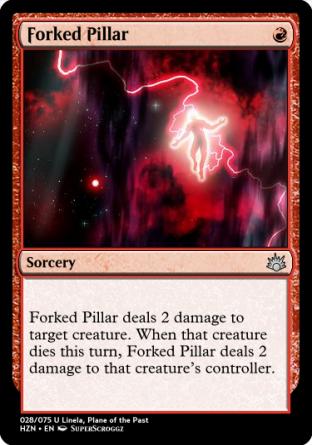 Forked Pillar
Sorcery
Forked Pillar deals 2 damage to
target creature. When that creature
dies this turn, Forked Pillar deals 2
damage to that creature's controller.
028/075 U Linela, Plane of the Past
HZN • EN SuperScroggz